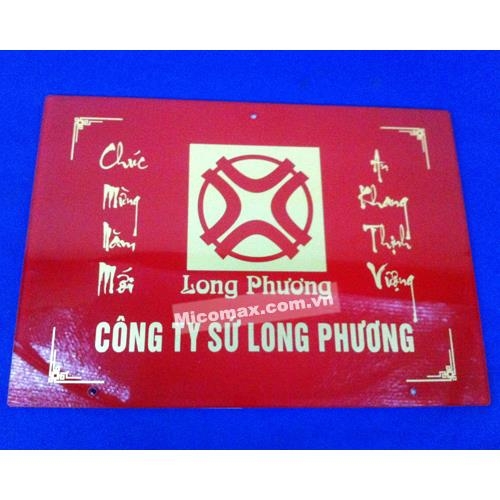 Chúc
Mừng
Năm
Mới
An
Khang
Thịnh
Vượng
Long Phương
Micomax.com.vn
CÔNG TY SỨ LONG PHƯƠNG